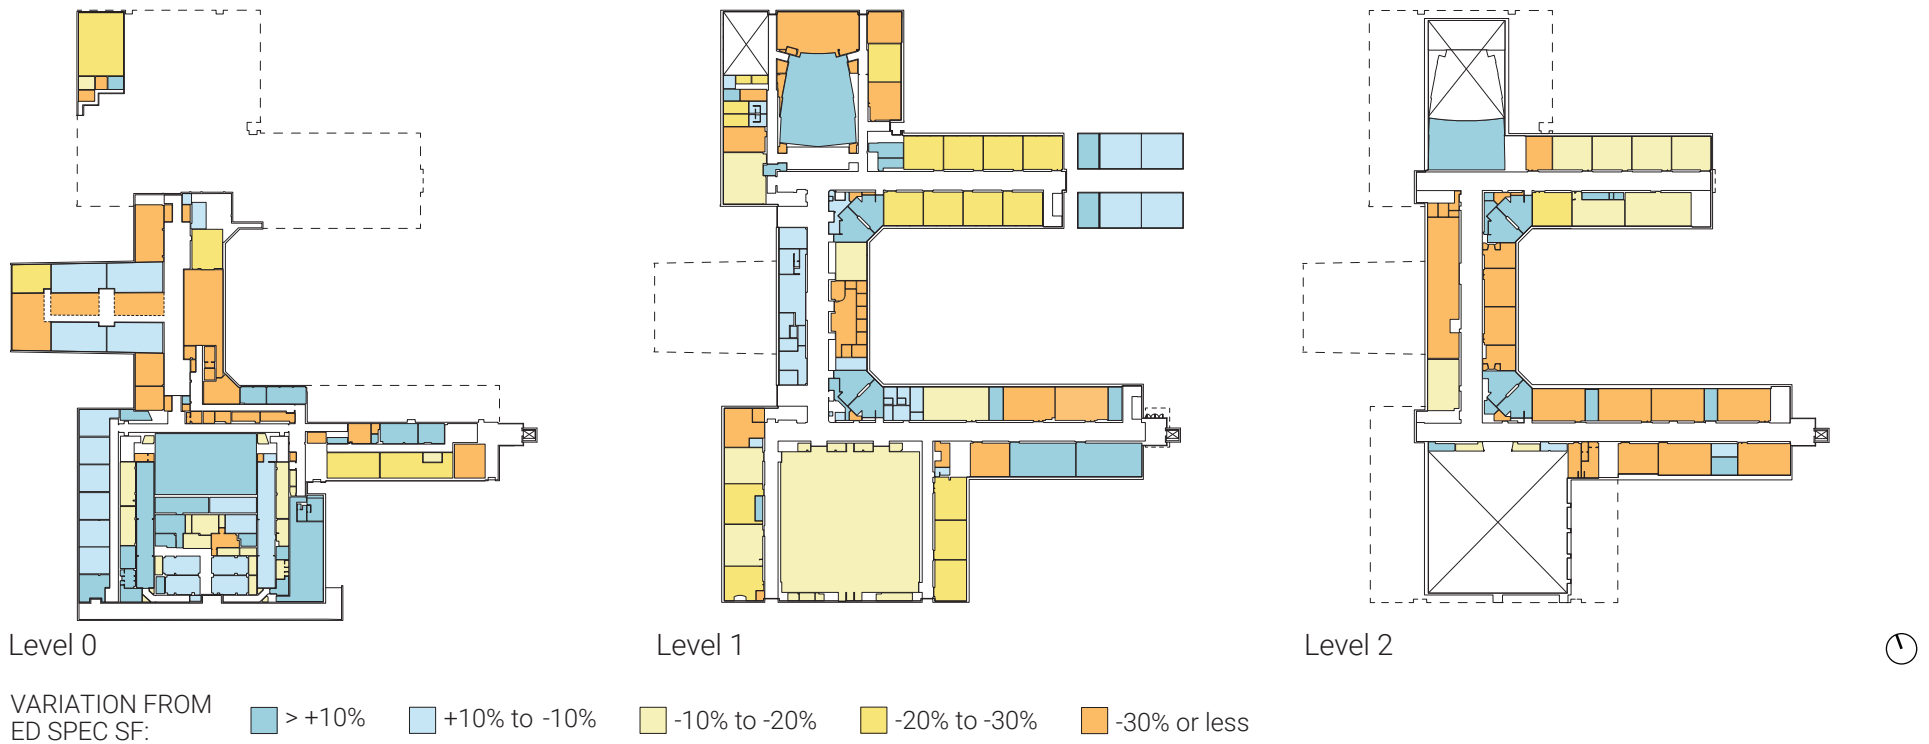 Level 0
Level 1
Level 2
VARIATION FROM
ED SPEC SF:
> +10%
+10% to -10%
-10% to -20%
-20% to -30%
-30% or less